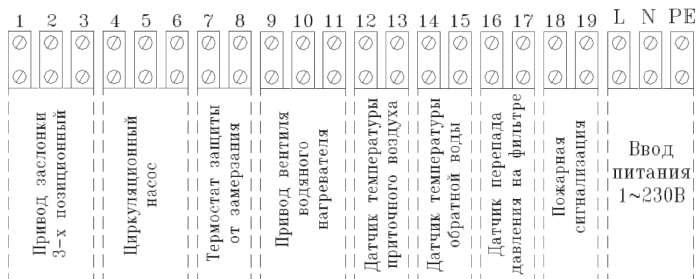 1 2 3 4 5 6 7 8 9 10 11 12 13 14 15 16 17 18 19 L N PE
Привод заслонки
3-х позиционный
Циркуляционный
насос
Термостат защиты
от замерзания
Привод вентиля
водяного
нагревателя
Датчик температуры
приточного воздуха
Датчик температуры
обратной воды
Датчик перепада
давления на фильтре
Пожарная
сигнализация
Ввод
питания
1~230В